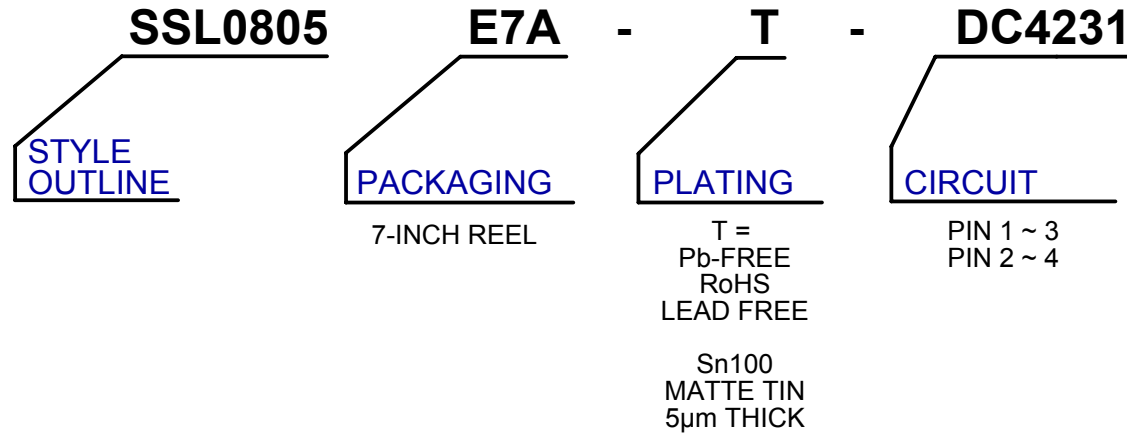 SSL0805 E7A - T - DC4231
STYLE
OUTLINE
PACKAGING
7-INCH REEL
PLATING
T =
Pb-FREE
RoHS
LEAD FREE
Sn100
MATTE TIN
5µm THICK
CIRCUIT
PIN 1 ~ 3
PIN 2 ~ 4